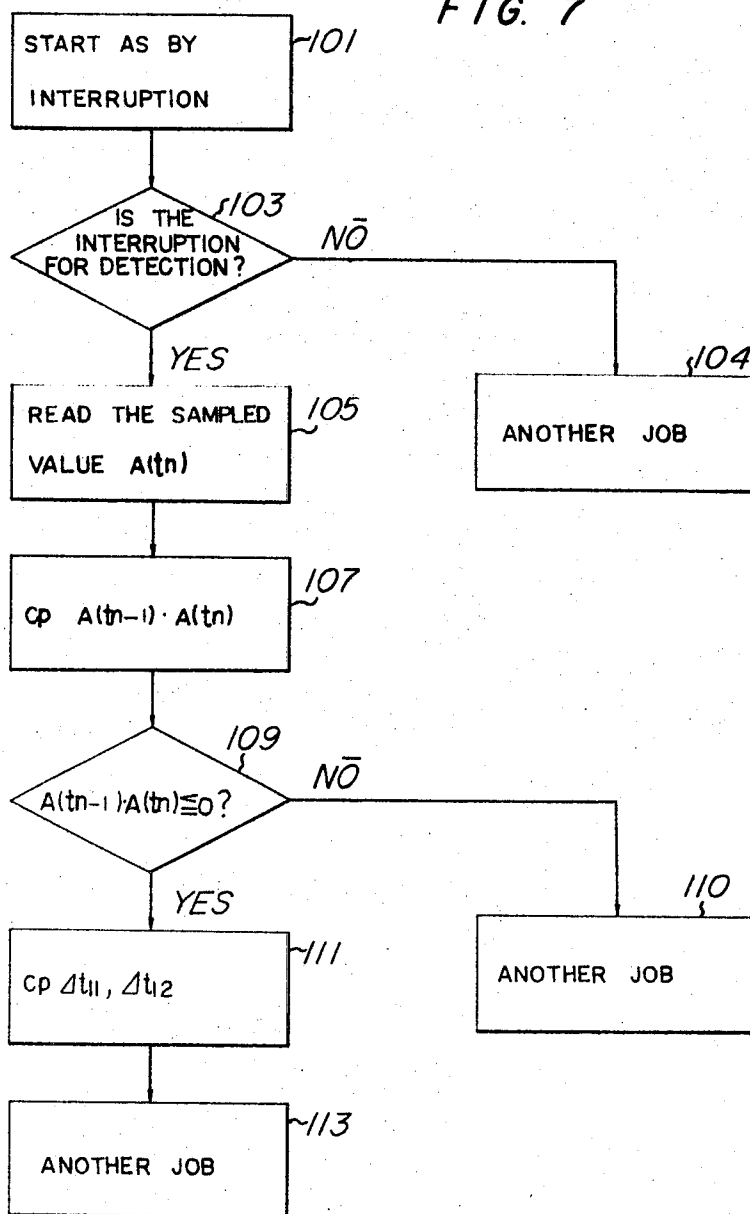 FIG. 7
START AS BY
INTERRUPTION
101
IS THE
INTERRUPTION
FOR DETECTION?
103
NO
YES
104
ANOTHER JOB
READ THE SAMPLED
VALUE A(tn)
105
Cp A(tn-1)·A(tn)
107
109
A(tn-1)·A(tn)≦0?
NO
YES
110
ANOTHER JOB
Cp Δt11, Δt12
111
ANOTHER JOB
113